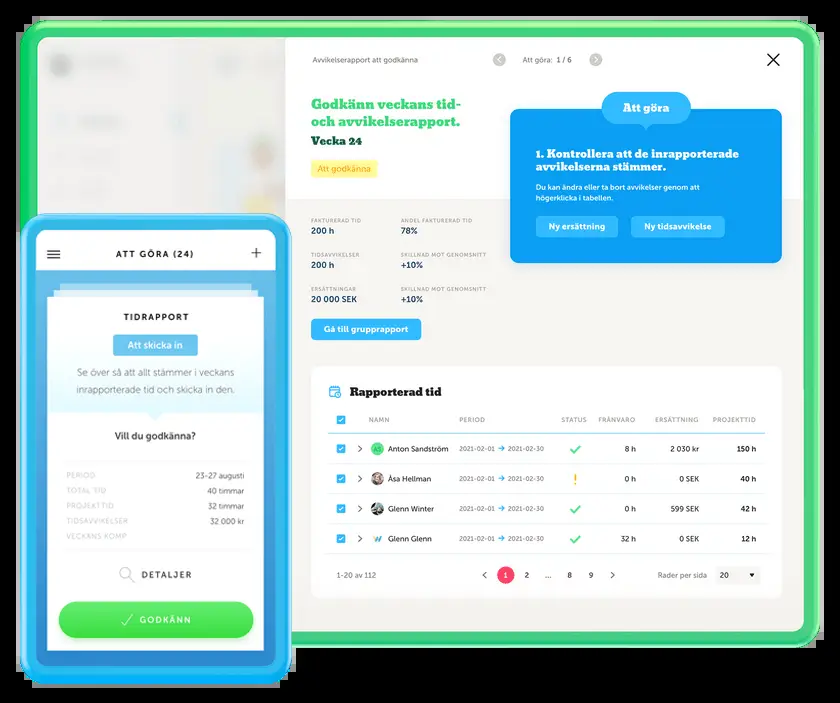 Avvikelserapport att godkänna
Att göra: 1 / 6
Godkänn veckans tid-
och avvikelserapport.
Vecka 24
Att godkänna
Att göra
1. Kontrollera att de inrapporterade
avvikelserna stämmer.
Du kan ändra eller ta bort avvikelser genom att
högerklicka i tabellen.
Ny ersättning
Ny tidsavvikelse
FAKTURERAD TID
200 h
ANDEL FAKTURERAD TID
78%
TIDSAVVIKELSER
200 h
SKILLNAD MOT GENOMSNITT
+10%
ERSÄTTNINGAR
20 000 SEK
SKILLNAD MOT GENOMSNITT
+10%
Gå till grupprapport
Rapporterad tid
NAMN PERIOD STATUS FRÅNVARO ERSÄTTNING PROJEKTTID
AS Anton Sandström 2021-02-01 → 2021-02-30 8 h 2 030 kr 150 h
Åsa Hellman 2021-02-01 → 2021-02-30 ! 0 h 0 SEK 40 h
Glenn Winter 2021-02-01 → 2021-02-30 0 h 599 SEK 42 h
Glenn Glenn 2021-02-01 → 2021-02-30 32 h 0 SEK 12 h
1-20 av 112
1 2 ... 8 9
Rader per sida 20
ATT GÖRA (24)
TIDRAPPORT
Att skicka in
Se över så att allt stämmer i veckans
inrapporterade tid och skicka in den.
Vill du godkänna?
PERIOD 23-27 augusti
TOTAL TID 40 timmar
PROJEKTTID 32 timmar
TIDSAVVIKELSER 32 000 kr
VECKANS KOMP
DETALJER
GODKÄNN